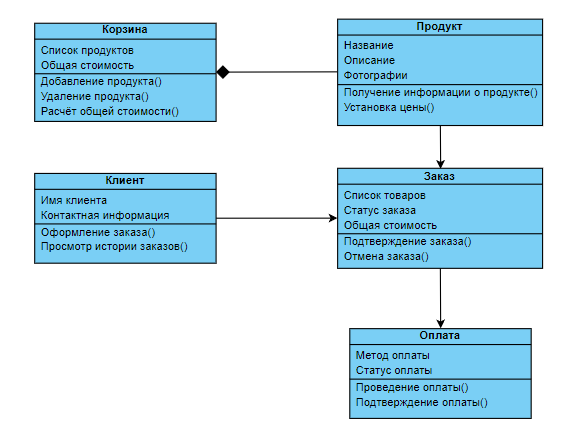 Корзина
Список продуктов
Общая стоимость
Добавление продукта()
Удаление продукта()
Расчёт общей стоимости()
Продукт
Название
Описание
Фотографии
Получение информации о продукте()
Установка цены()
Клиент
Имя клиента
Контактная информация
Оформление заказа()
Просмотр истории заказов()
Заказ
Список товаров
Статус заказа
Общая стоимость
Подтверждение заказа()
Отмена заказа()
Оплата
Метод оплаты
Статус оплаты
Проведение оплаты()
Подтверждение оплаты()